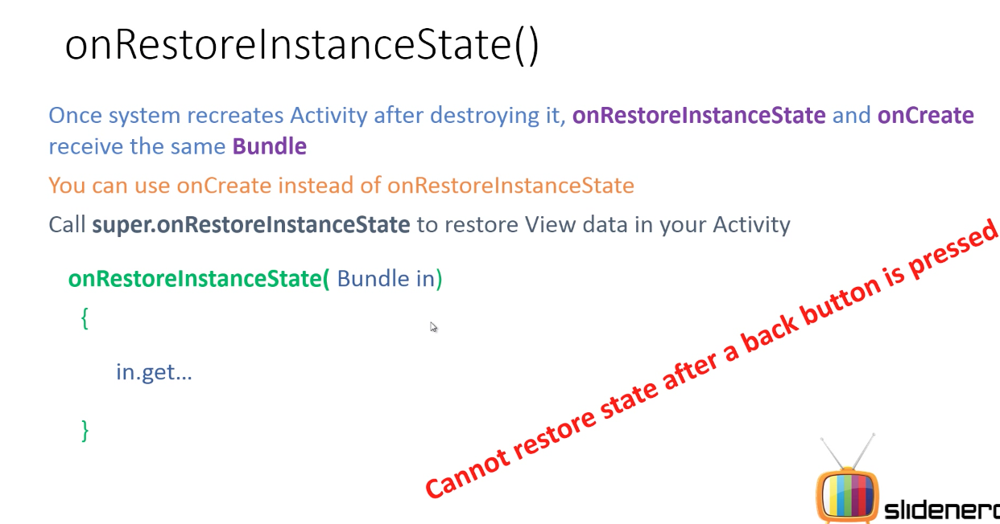 onRestoreInstanceState()
Once system recreates Activity after destroying it, onRestoreInstanceState and onCreate
receive the same Bundle
You can use onCreate instead of onRestoreInstanceState
Call super.onRestoreInstanceState to restore View data in your Activity
onRestoreInstanceState( Bundle in)
{
in.get...
}
Cannot restore state after a back button is pressed
slidenerd